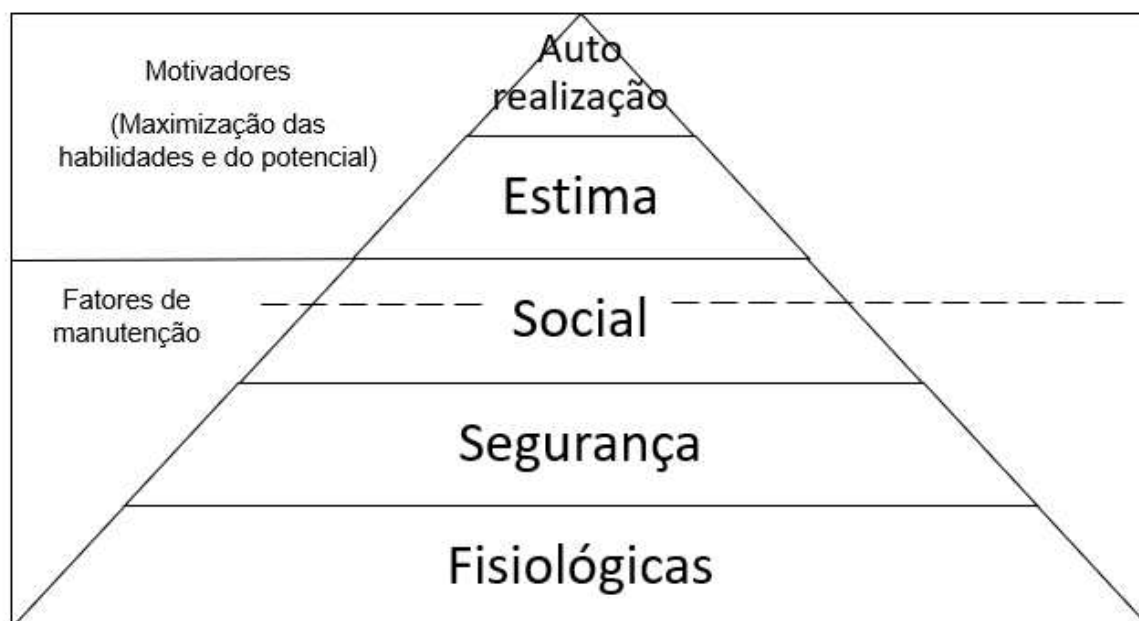 Motivadores
(Maximização das
habilidades e do potencial)
Auto
realização
Estima
Fatores de
manutenção
Social
Segurança
Fisiológicas